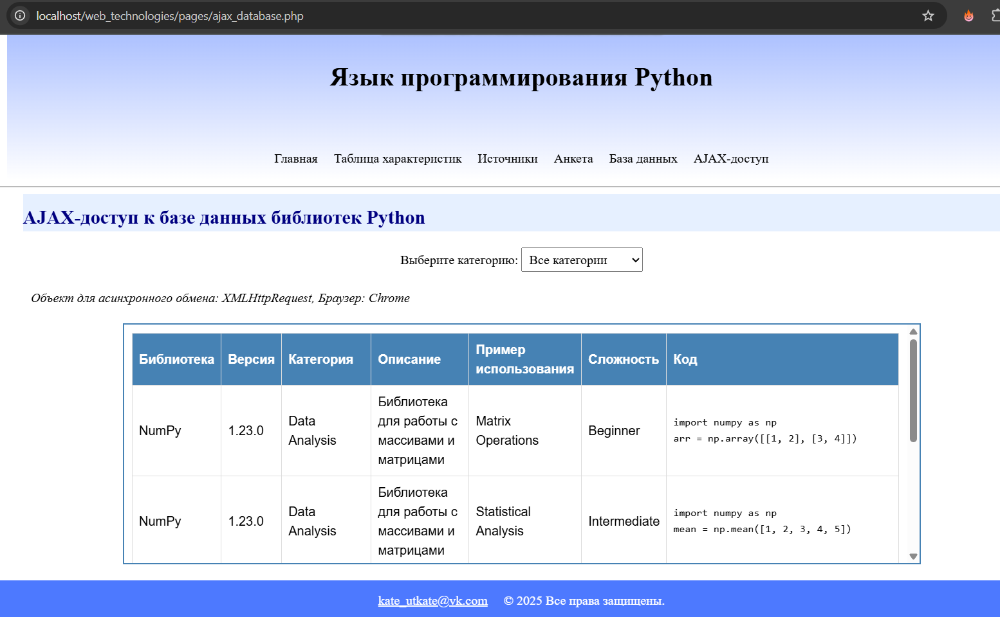 localhost/web_technologies/pages/ajax_database.php
Язык программирования Python
Главная Таблица характеристик Источники Анкета База данных AJAX-доступ
AJAX-доступ к базе данных библиотек Python
Выберите категорию: Все категории
Объект для асинхронного обмена: XMLHttpRequest, Браузер: Chrome
Библиотека Версия Категория Описание Пример использования Сложность Код
NumPy 1.23.0 Data Analysis Библиотека для работы с массивами и матрицами Matrix Operations Beginner import numpy as np
arr = np.array([[1, 2], [3, 4]])
NumPy 1.23.0 Data Analysis Библиотека для работы с массивами и матрицами Statistical Analysis Intermediate import numpy as np
mean = np.mean([1, 2, 3, 4, 5])
kate_utkate@vk.com © 2025 Все права защищены.